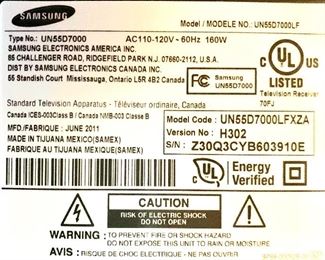 SAMSUNG
Model / MODELE NO.: UN55D7000LF
Type No.: UN55D7000 AC110-120V~60Hz 160W
SAMSUNG ELECTRONICS AMERICA INC.
85 CHALLENGER ROAD, RIDGEFIELD PARK N.J. 07660-2112, U.S.A.
DIST BY SAMSUNG ELECTRONICS CANADA INC.
55 Standish Court Mississauga, Ontario L5R 4B2 Canada
FC Samsung
UN55D7000
C UL US
LISTED
Television Receiver
70FJ
Standard Television Apparatus - Téléviseur ordinaire, Canada
Canada ICES-003Class B / Canada NMB-003 Classe B
MFD./FABRIQUE : JUNE 2011
MADE IN TIJUANA MEXICO(SAMEX)
FABRIQUE AU TIJUANA MEXIQUE(SAMEX)
Model Code : UN55D7000LFXZA
Version No : H302
S/N : Z30Q3CYB603910E
CAUTION
RISK OF ELECTRIC SHOCK
DO NOT OPEN
UL Energy
Verified
WARNING : TO PREVENT FIRE OR SHOCK HAZARD
DO NOT EXPOSE THIS UNIT TO RAIN OR MOISTURE
AVIS : RISQUE DE CHOC ELECTRIQUE - NE PAS OUVRIR